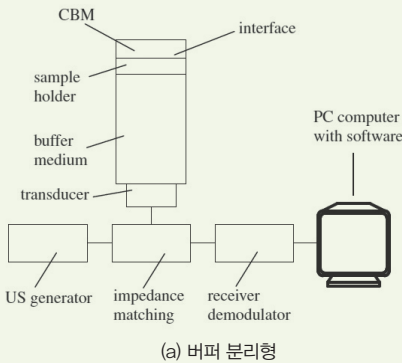 CBM
interface
sample
holder
buffer
medium
transducer
PC computer
with software
US generator
impedance
matching
receiver
demodulator
(a) 버퍼 분리형